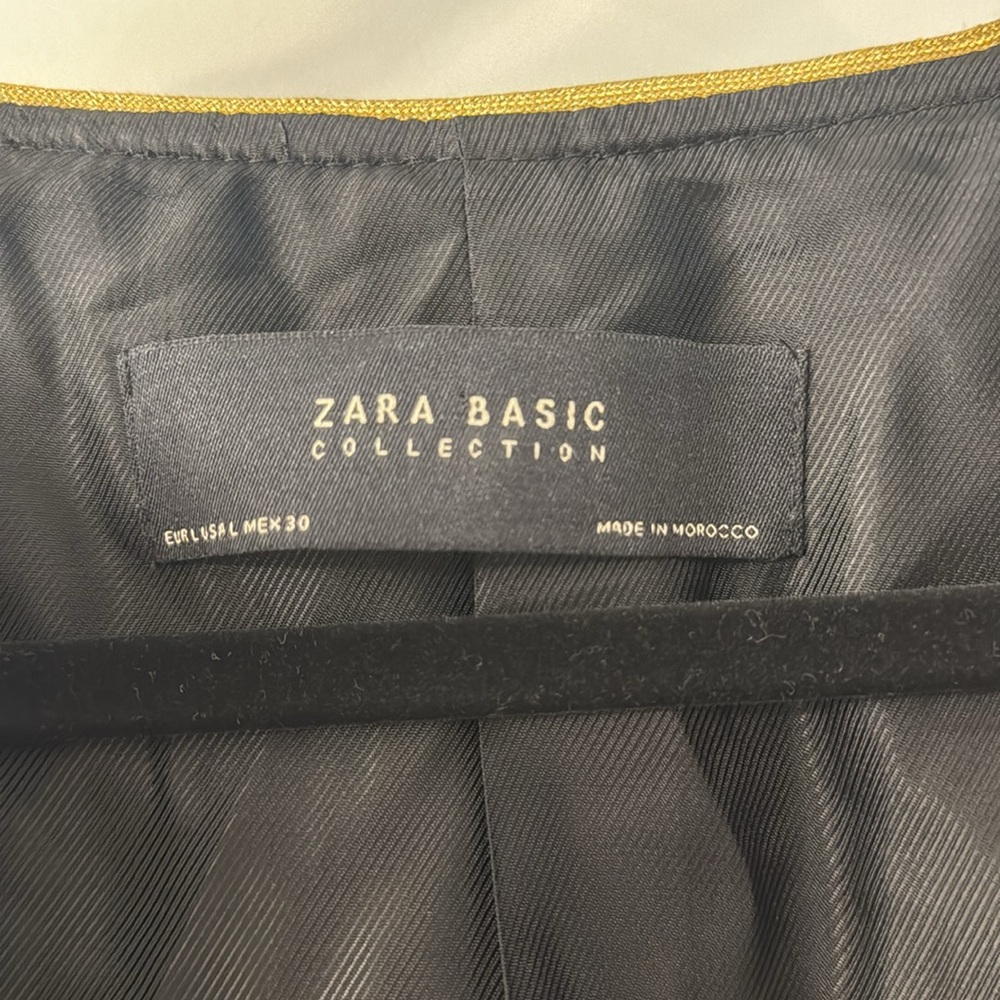 ZARA BASIC
COLLECTION
EUR L USA L MEX 30
MADE IN MOROCCO